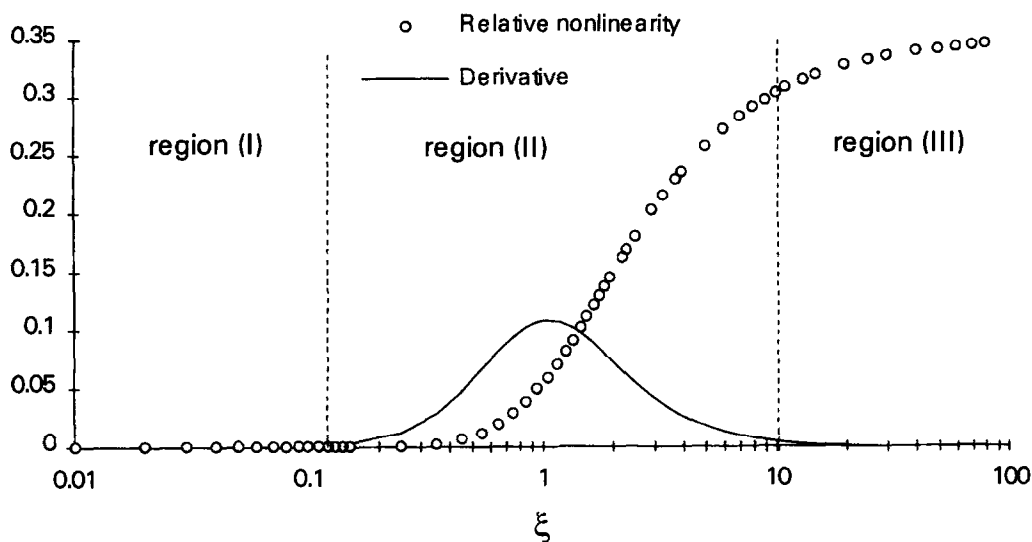 Relative nonlinearity
Derivative
0.35
0.3
0.25
0.2
0.15
0.1
0.05
0
region (I)
region (II)
region (III)
0.01
0.1
1
10
100
ξ